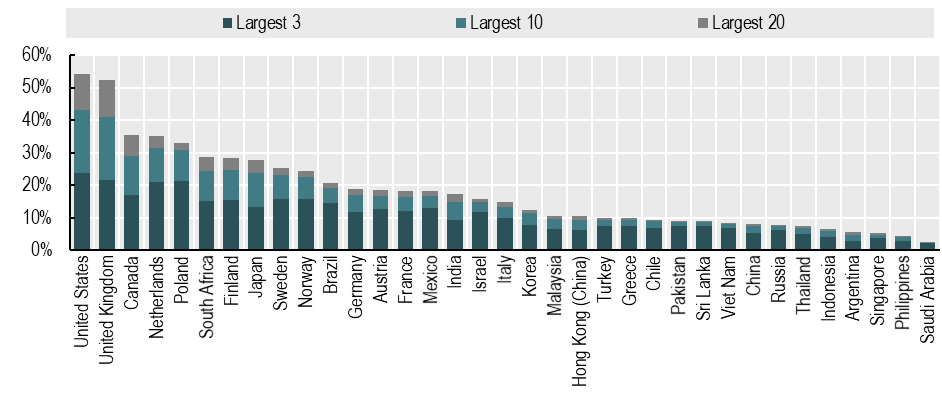 Largest 3 Largest 10 Largest 20
60%
50%
40%
30%
20%
10%
0%
United States
United Kingdom
Canada
Netherlands
Poland
South Africa
Finland
Japan
Sweden
Norway
Brazil
Germany
Austria
France
Mexico
India
Israel
Italy
Korea
Malaysia
Hong Kong (China)
Turkey
Greece
Chile
Pakistan
Sri Lanka
Viet Nam
China
Russia
Thailand
Indonesia
Argentina
Singapore
Philippines
Saudi Arabia